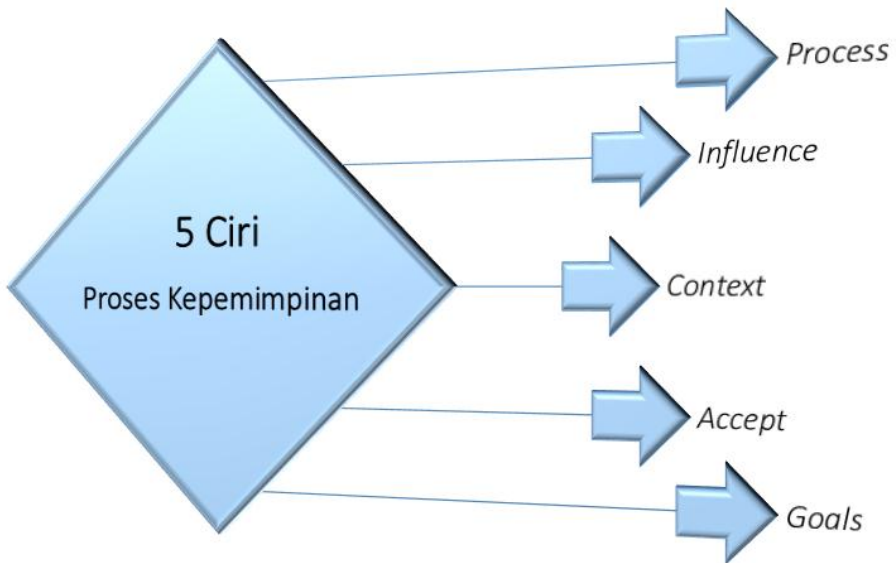 5 Ciri
Proses Kepemimpinan
Process
Influence
Context
Accept
Goals